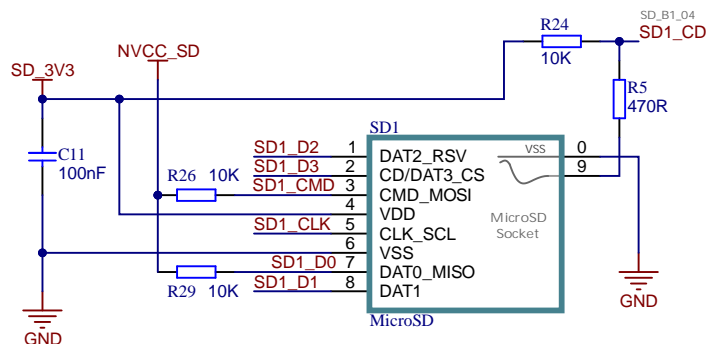 SD_B1_04
R24
SD1_CD
NVCC_SD
10K
SD_3V3
R5
470R
SD1
C11
100nF
SD1_D2 1 DAT2_RSV VSS 0
SD1_D3 2 CD/DAT3_CS 9
R26 10K SD1_CMD 3 CMD_MOSI
4 VDD
MicroSD
Socket
SD1_CLK 5 CLK_SCL
6 VSS
SD1_D0 7 DAT0_MISO
R29 10K SD1_D1 8 DAT1
GND
MicroSD
GND